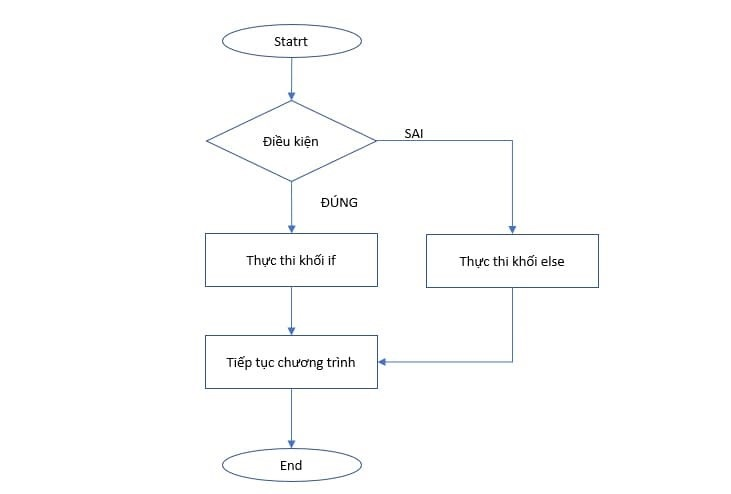 Statrt
Điều kiện
SAI
ĐÚNG
Thực thi khối if
Thực thi khối else
Tiếp tục chương trình
End